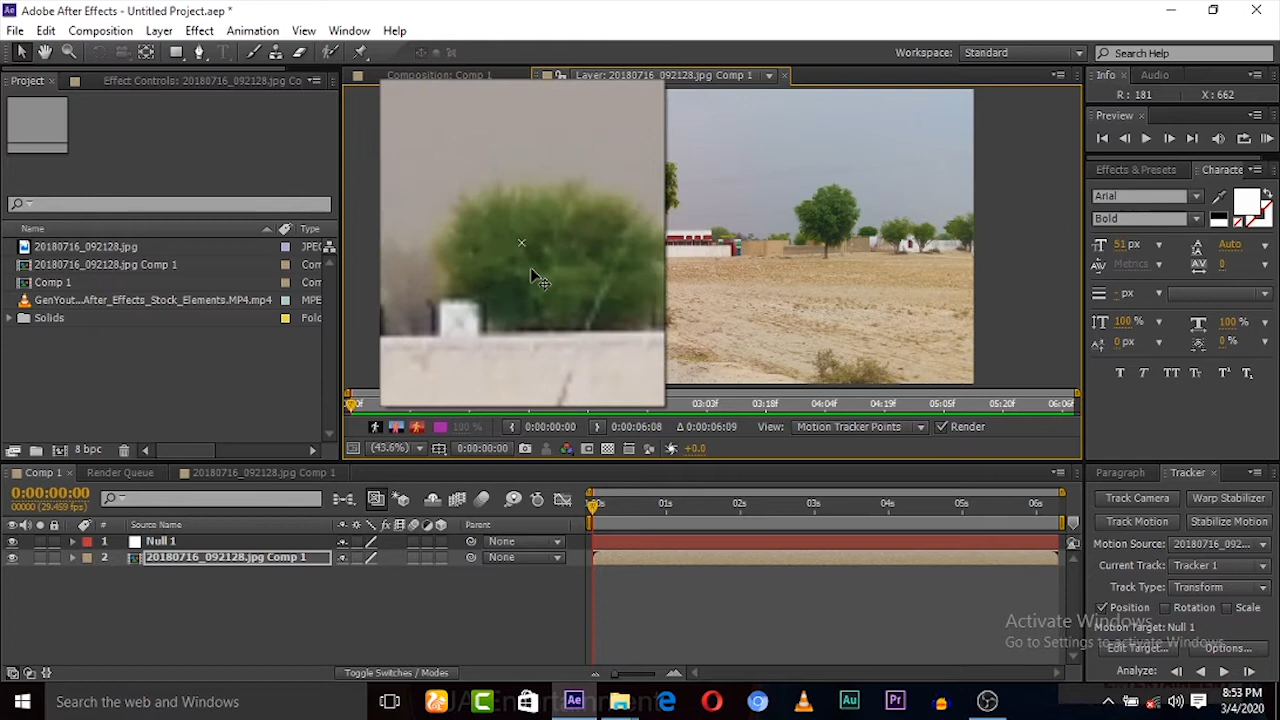 Adobe After Effects - Untitled Project.aep *
File Edit Composition Layer Effect Animation View Window Help
Workspace: Standard Search Help
Project Effect Controls: 20180716_092128.jpg Co
Composition: Comp 1 Layer: 20180716_092128.jpg Comp 1
Info Audio
R : 181 X : 662
Preview
Effects & Presets Characte
Arial
Bold
51 px Auto
Metrics 0
- px
100 % 100 %
0 px 0 %
T T TT Tr T' T,
Name Type
20180716_092128.jpg JPEC
20180716_092128.jpg Comp 1 Com
Comp 1 Com
GenYout...After_Effects_Stock_Elements.MP4.mp4 MPE
Solids Folc
8 bpc
03:03f 03:18f 04:04f 04:19f 05:05f 05:20f 06:06f
100 % 0:00:00:00 0:00:06:08 Δ 0:00:06:09 View: Motion Tracker Points Render
(43.6%) 0:00:00:00 +0.0
Comp 1 Render Queue 20180716_092128.jpg Comp 1
0:00:00:00
00000 (29.459 fps)
01s 02s 03s 04s 05s 06s
# Source Name Parent
1 Null 1 None
2 20180716_092128.jpg Comp 1 None
Toggle Switches / Modes
Paragraph Tracker
Track Camera Warp Stabilizer
Track Motion Stabilize Motion
Motion Source: 20180716_092...
Current Track: Tracker 1
Track Type: Transform
Position Rotation Scale
Motion Target: Null 1
Edit Target... Options...
Analyze:
Activate Windows
Go to Settings to activate Windows.
Search the web and Windows
8:53 PM
3/4/2020